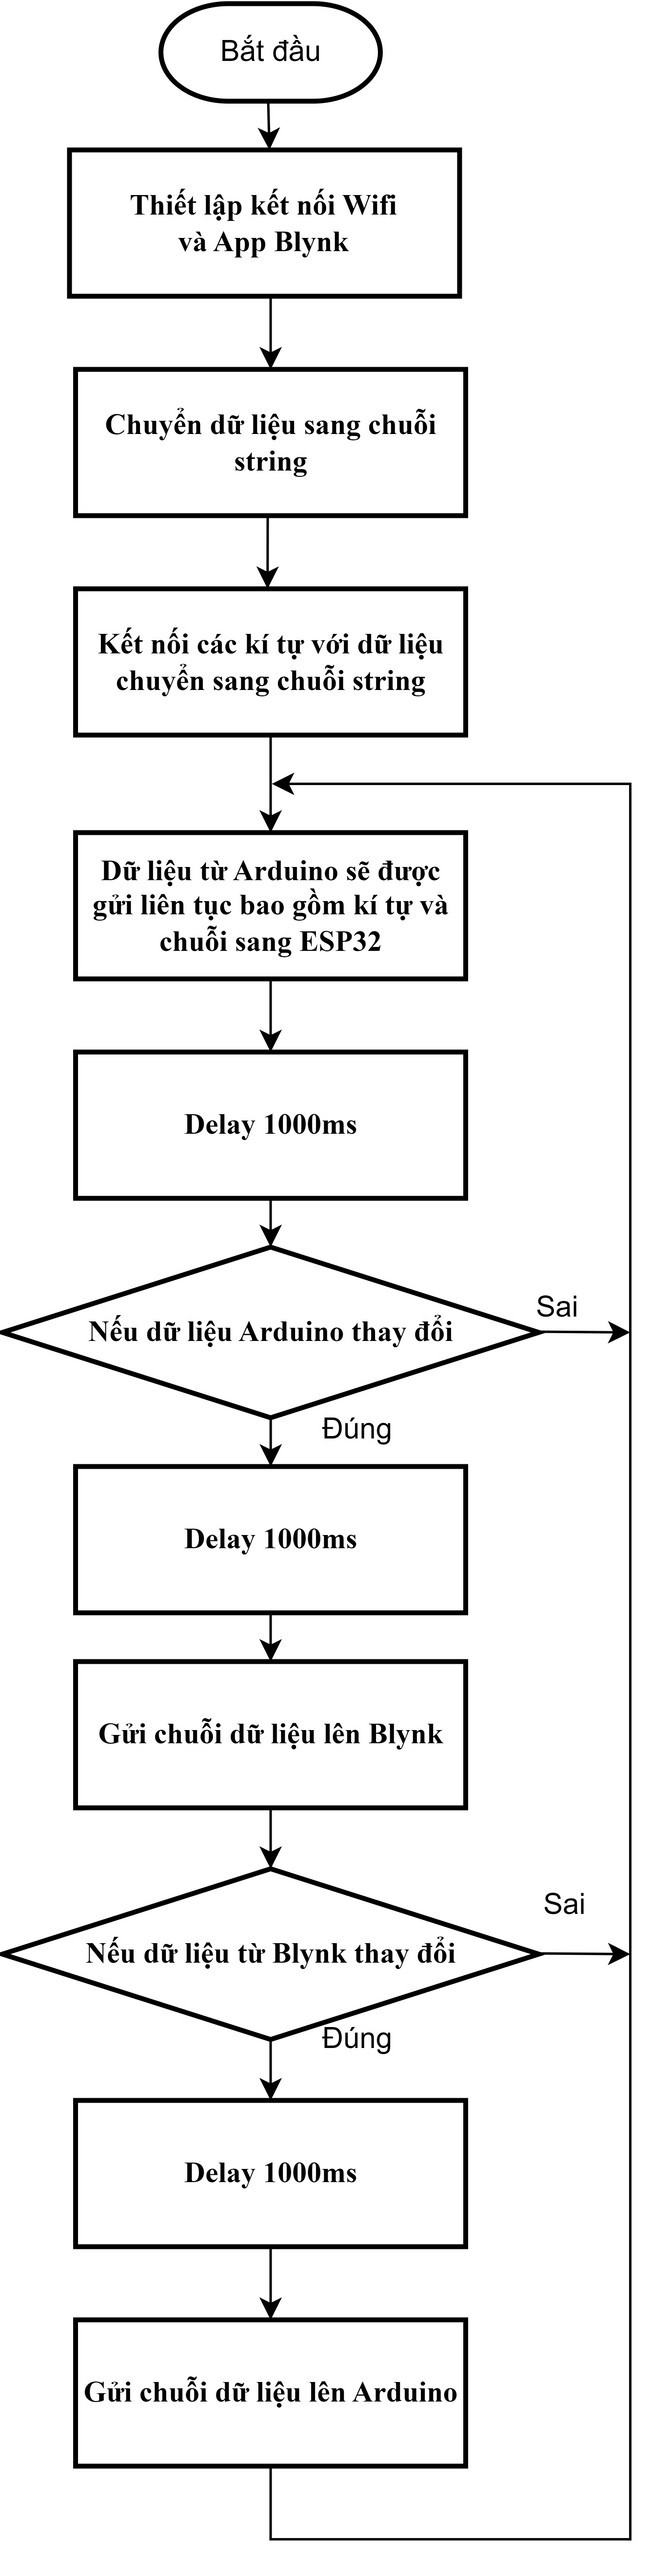 Bắt đầu
Thiết lập kết nối Wifi
và App Blynk
Chuyển dữ liệu sang chuỗi
string
Kết nối các kí tự với dữ liệu
chuyển sang chuỗi string
Dữ liệu từ Arduino sẽ được
gửi liên tục bao gồm kí tự và
chuỗi sang ESP32
Delay 1000ms
Nếu dữ liệu Arduino thay đổi
Sai
Đúng
Delay 1000ms
Gửi chuỗi dữ liệu lên Blynk
Sai
Nếu dữ liệu từ Blynk thay đổi
Đúng
Delay 1000ms
Gửi chuỗi dữ liệu lên Arduino